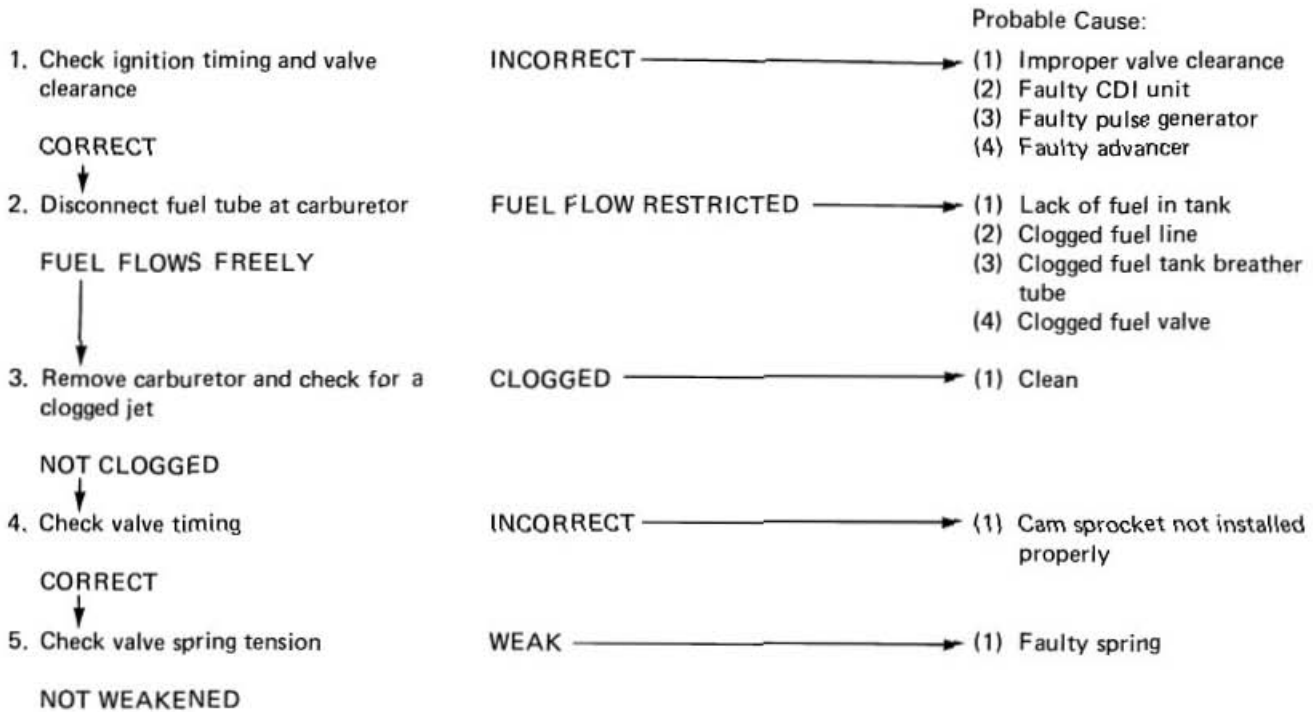 Probable Cause:
1. Check ignition timing and valve
clearance
INCORRECT
(1) Improper valve clearance
(2) Faulty CDI unit
(3) Faulty pulse generator
(4) Faulty advancer
CORRECT
2. Disconnect fuel tube at carburetor
FUEL FLOW RESTRICTED
(1) Lack of fuel in tank
(2) Clogged fuel line
(3) Clogged fuel tank breather
tube
(4) Clogged fuel valve
FUEL FLOWS FREELY
3. Remove carburetor and check for a
clogged jet
CLOGGED
(1) Clean
NOT CLOGGED
4. Check valve timing
INCORRECT
(1) Cam sprocket not installed
properly
CORRECT
5. Check valve spring tension
WEAK
(1) Faulty spring
NOT WEAKENED